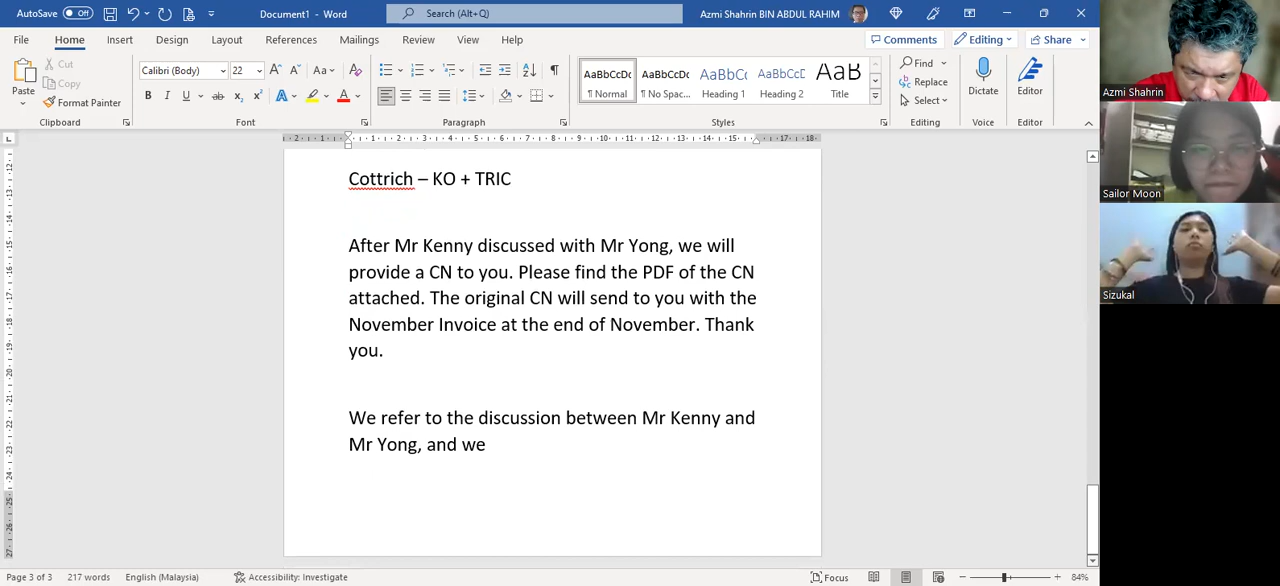 AutoSave Off Document1 - Word Search (Alt+Q) Azmi Shahrin BIN ABDUL RAHIM
File Home Insert Design Layout References Mailings Review View Help Comments Editing Share
Paste Cut Copy Format Painter
Calibri (Body) 22 Aa
B I U ab x₂ x² A A
AaBbCcDc AaBbCcDc AaBbCc AaBbCcD AaB
¶ Normal ¶ No Spac... Heading 1 Heading 2 Title
Find Replace Select
Dictate Editor
Clipboard Font Paragraph Styles Editing Voice Editor
Cottrich – KO + TRIC
After Mr Kenny discussed with Mr Yong, we will
provide a CN to you. Please find the PDF of the CN
attached. The original CN will send to you with the
November Invoice at the end of November. Thank
you.
We refer to the discussion between Mr Kenny and
Mr Yong, and we
Page 3 of 3 217 words English (Malaysia) Accessibility: Investigate Focus 84%
Azmi Shahrin
Sailor Moon
Sizukal